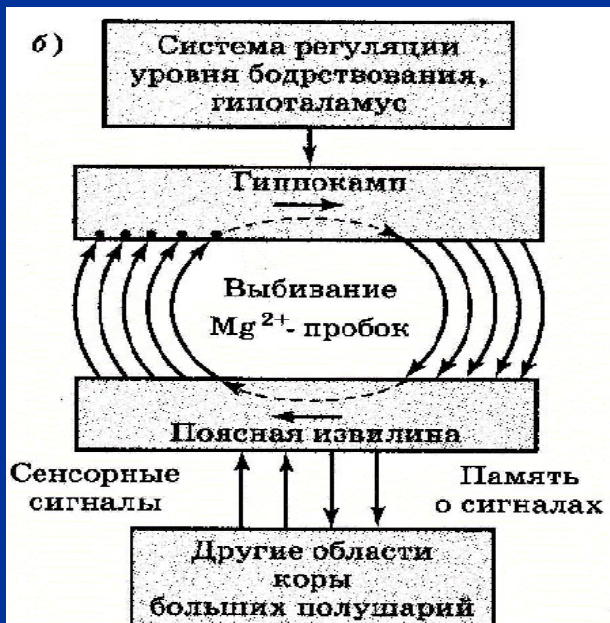 б)
Система регуляции
уровня бодрствования,
гипоталамус
Гиппокамп
Выбивание
Mg²⁺- пробок
Поясная извилина
Сенсорные
сигналы
Память
о сигналах
Другие области
коры
больших полушарий